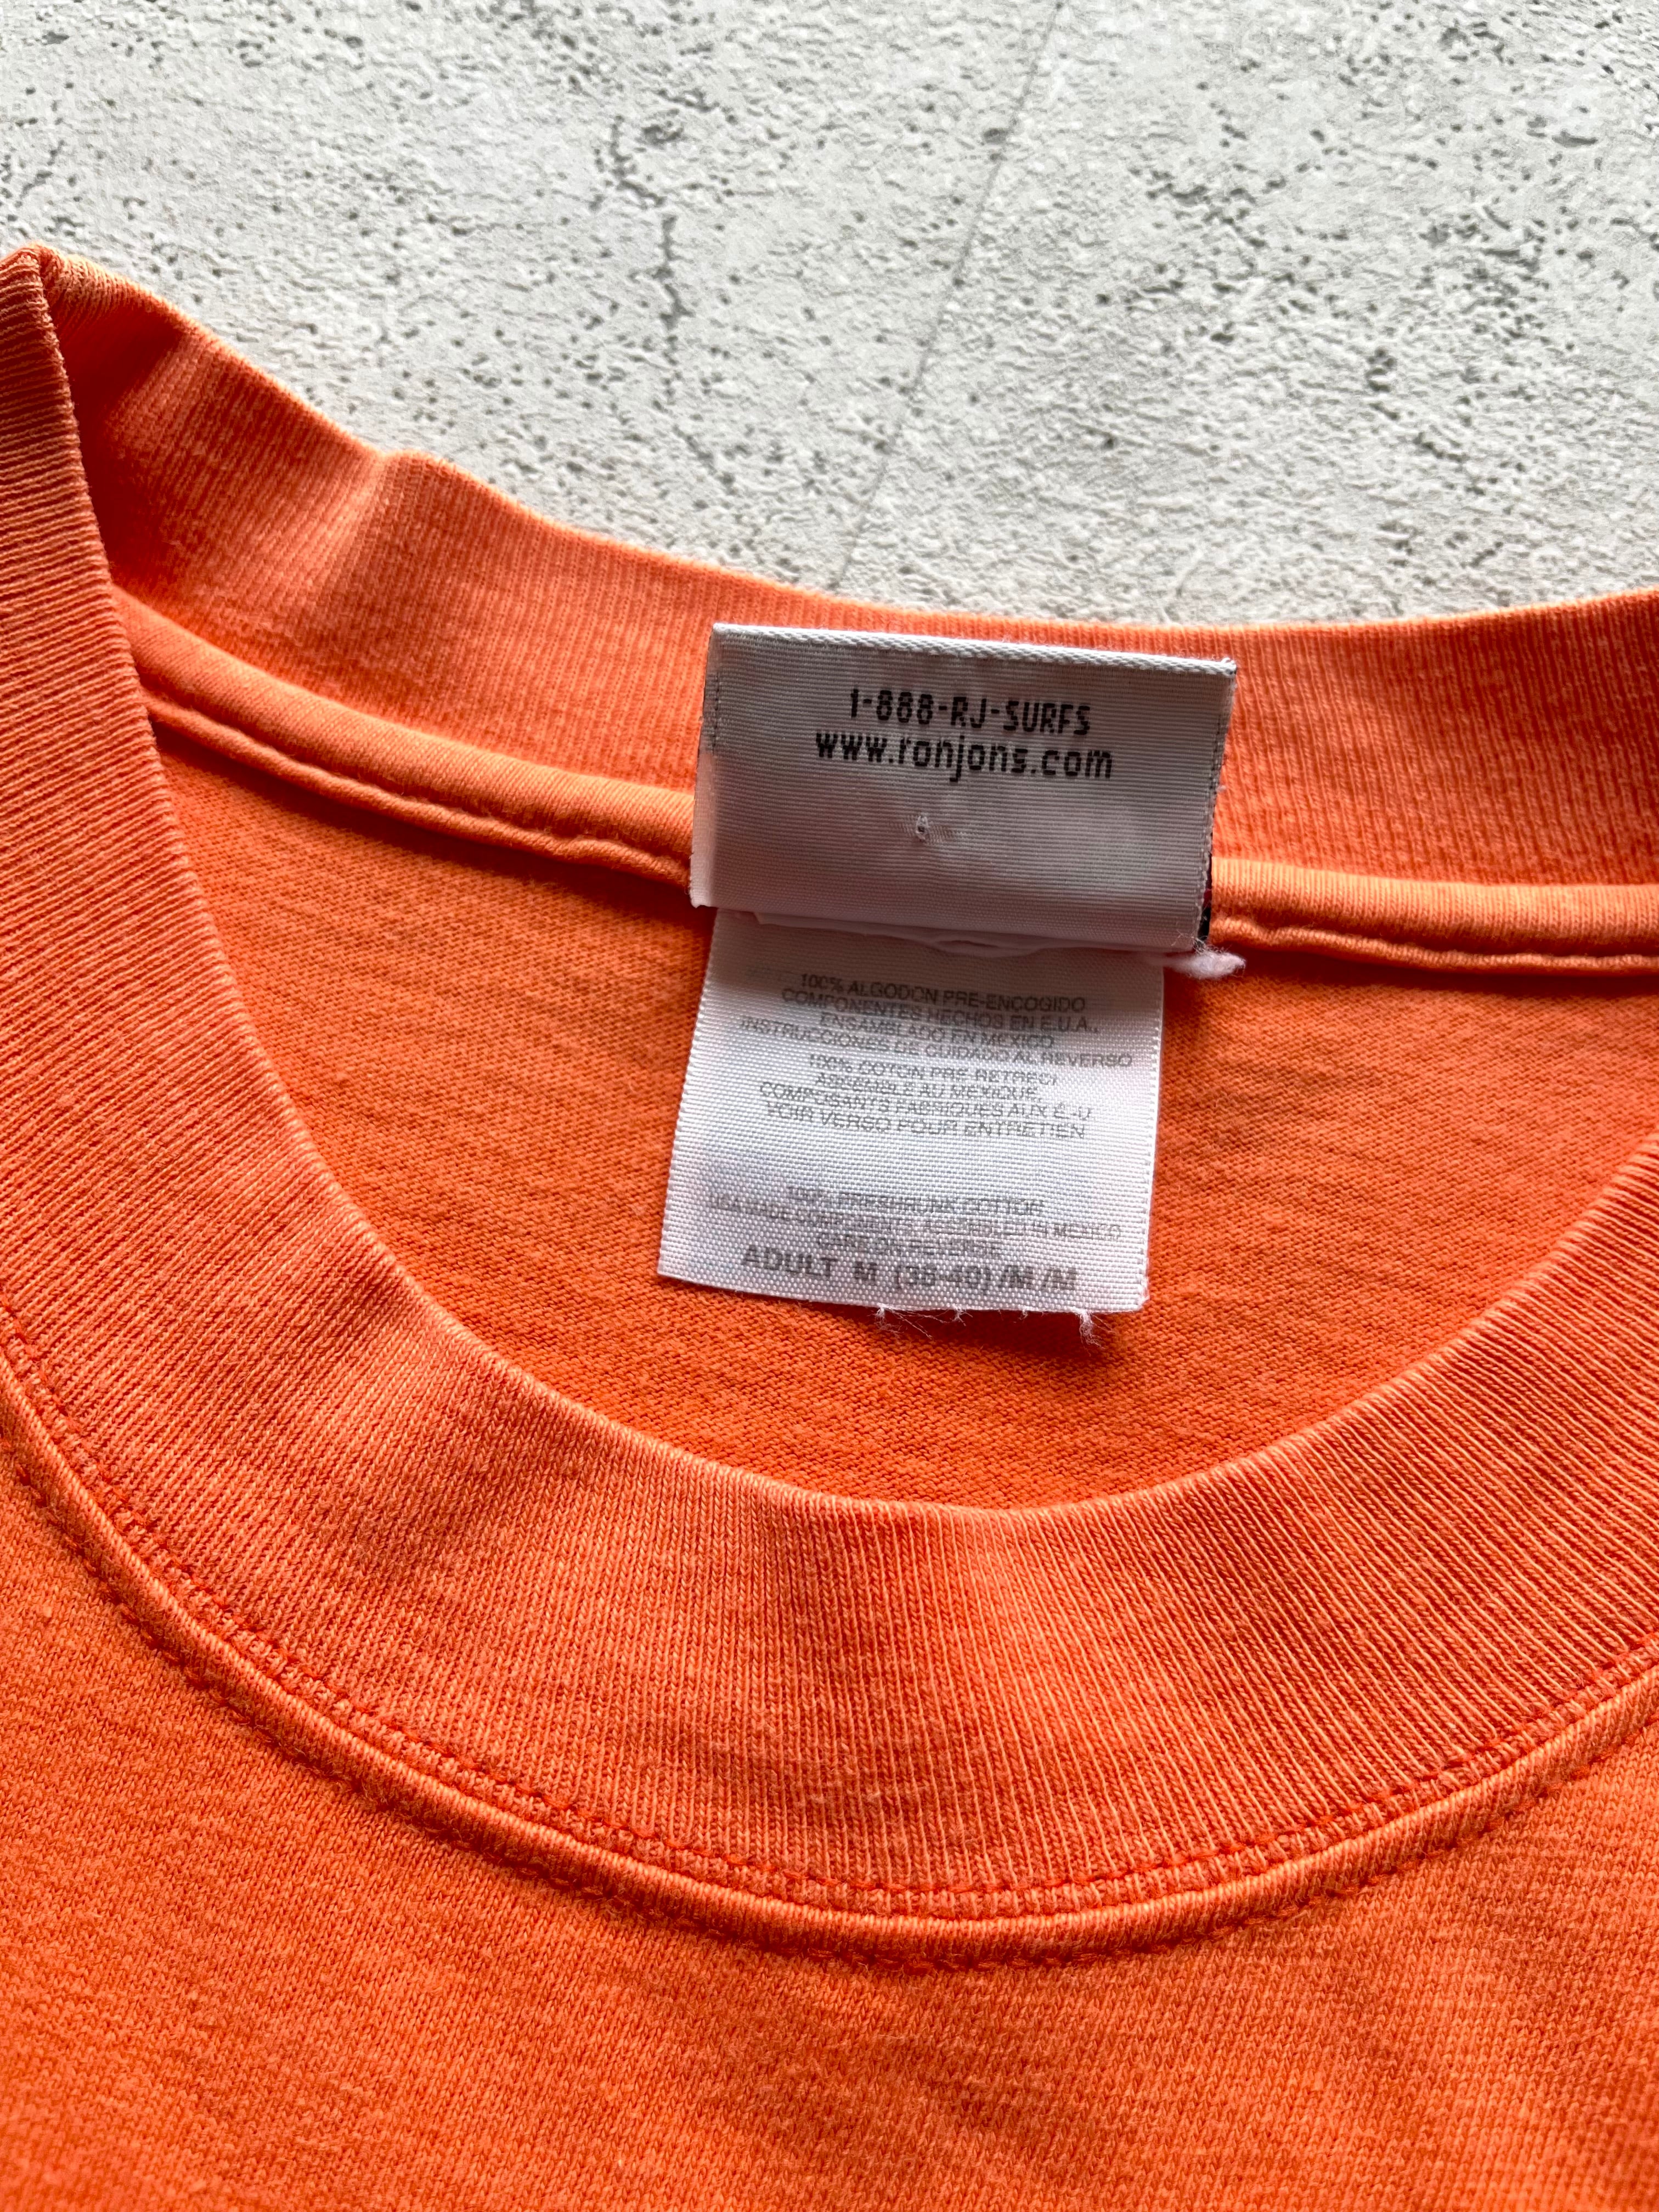 1-888-RJ-SURFS
www.ronjons.com
100% ALGODON PRE-ENCOGIDO
COMPONENTES HECHOS EN E.U.A.,
ENSAMBLADO EN MEXICO
INSTRUCCIONES DE CUIDADO AL REVERSO
100% COTON PRE-RETRECI
ASSEMBLE AU MEXIQUE,
COMPOSANTS FABRIQUES AUX É.-U.
VOIR VERSO POUR ENTRETIEN
100% PRESHRUNK COTTON
USA MADE COMPONENTS, ASSEMBLED IN MEXICO
CARE ON REVERSE
ADULT M (38-40)/M/M